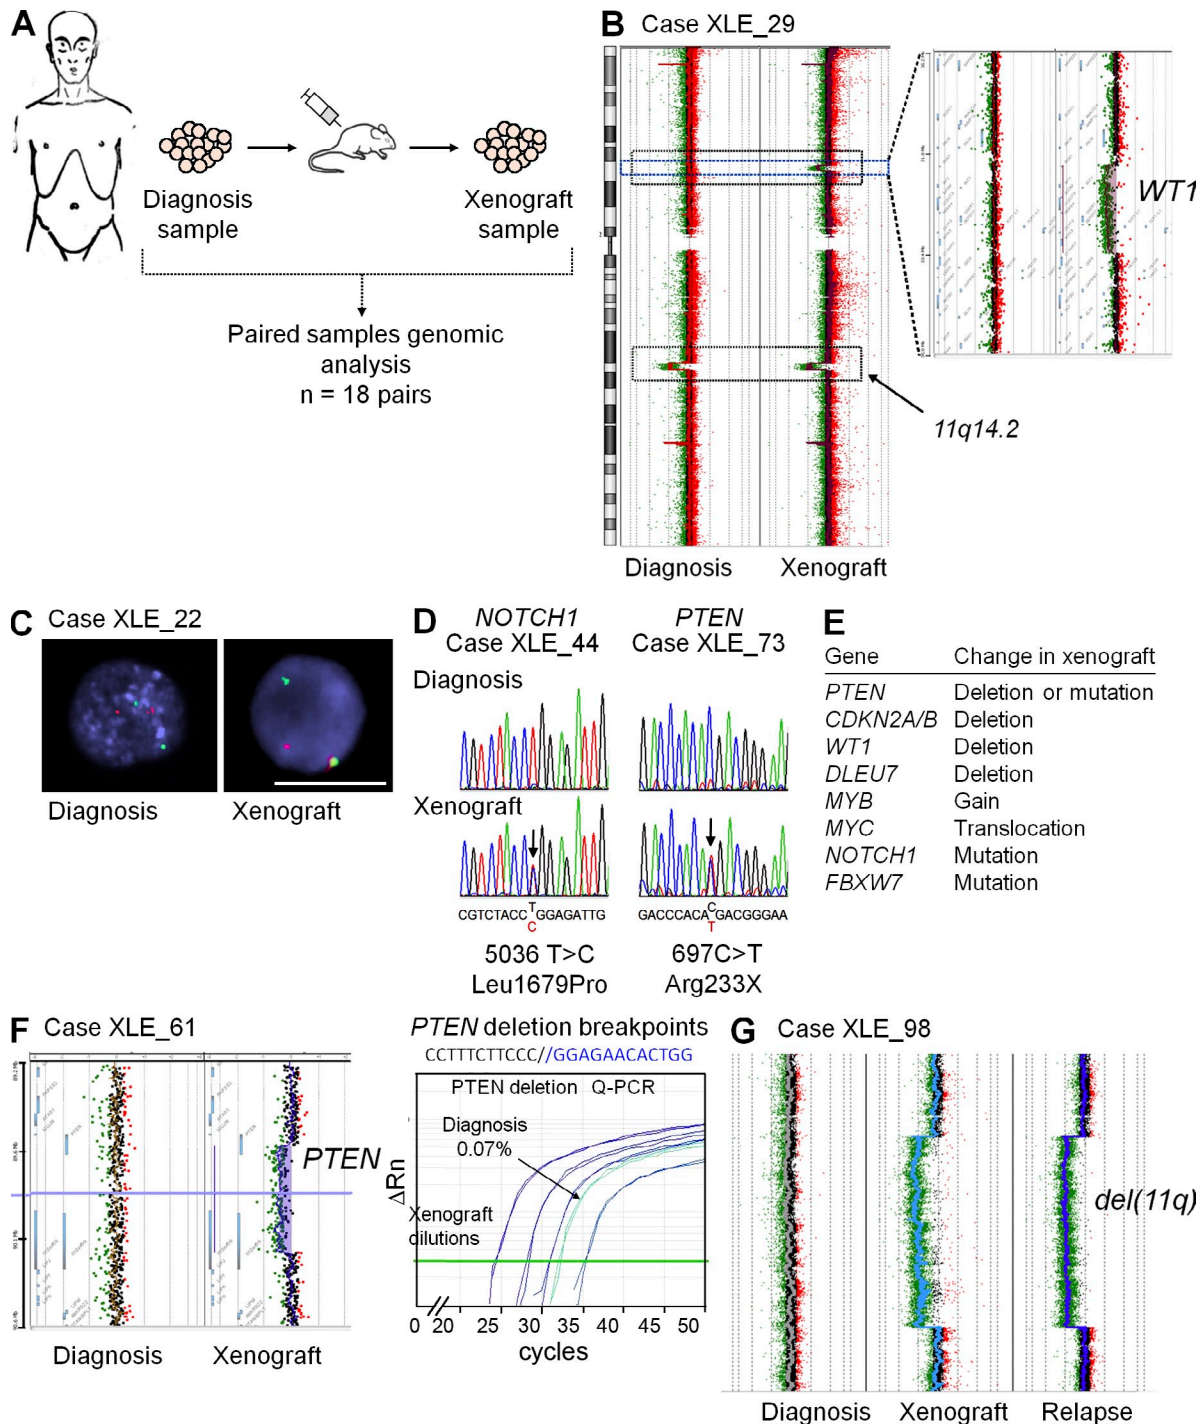 A
Diagnosis
sample
Xenograft
sample
Paired samples genomic
analysis
n = 18 pairs
B Case XLE_29
WT1
11q14.2
Diagnosis Xenograft
C Case XLE_22
Diagnosis Xenograft
D NOTCH1 PTEN
Case XLE_44 Case XLE_73
Diagnosis
Xenograft
T C
CGTCTACC GGAGATTG GACCCACA GACGGGAA
C T
5036 T>C 697C>T
Leu1679Pro Arg233X
E
Gene Change in xenograft
PTEN Deletion or mutation
CDKN2A/B Deletion
WT1 Deletion
DLEU7 Deletion
MYB Gain
MYC Translocation
NOTCH1 Mutation
FBXW7 Mutation
F Case XLE_61
PTEN
Diagnosis Xenograft
PTEN deletion breakpoints
CCTTTCTTCCC//GGAGAACACTGG
PTEN deletion Q-PCR
Diagnosis
0.07%
ΔRn
Xenograft
dilutions
0 20 25 30 35 40 50
cycles
G Case XLE_98
del(11q)
Diagnosis Xenograft Relapse